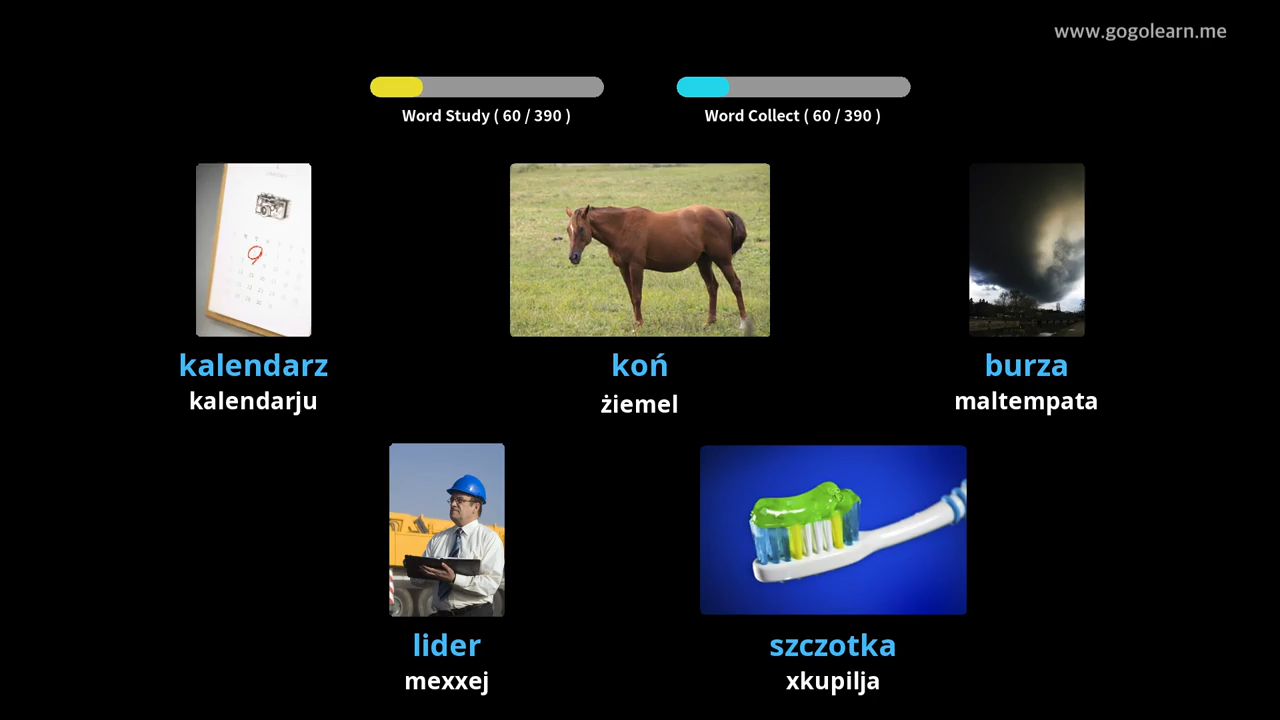 www.gogolearn.me
Word Study ( 60 / 390 )
Word Collect ( 60 / 390 )
kalendarz
kalendarju
koń
żiemel
burza
maltempata
lider
mexxej
szczotka
xkupilja